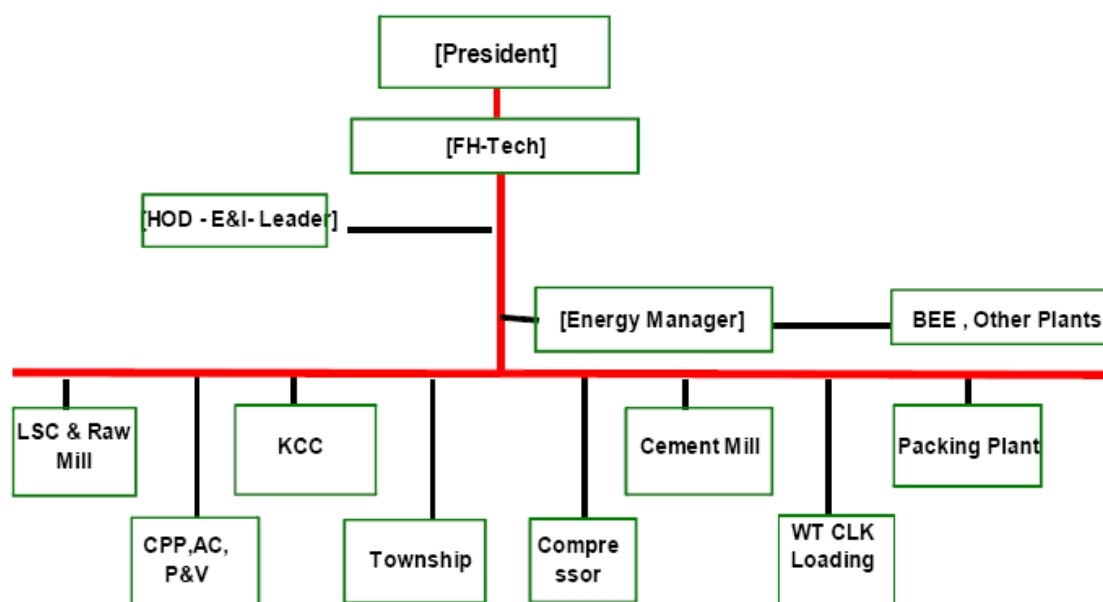 [President]
[FH-Tech]
[HOD - E&I- Leader]
[Energy Manager]
BEE , Other Plants
LSC & Raw
Mill
KCC
Cement Mill
Packing Plant
CPP,AC,
P&V
Township
Compre
ssor
WT CLK
Loading